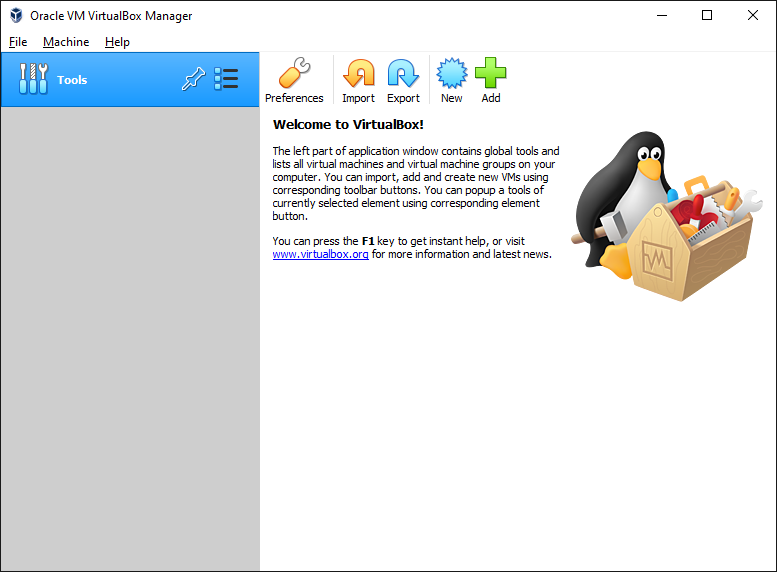 Oracle VM VirtualBox Manager
File Machine Help
Tools
Preferences Import Export New Add
Welcome to VirtualBox!
The left part of application window contains global tools and
lists all virtual machines and virtual machine groups on your
computer. You can import, add and create new VMs using
corresponding toolbar buttons. You can popup a tools of
currently selected element using corresponding element
button.
You can press the F1 key to get instant help, or visit
www.virtualbox.org for more information and latest news.
VM